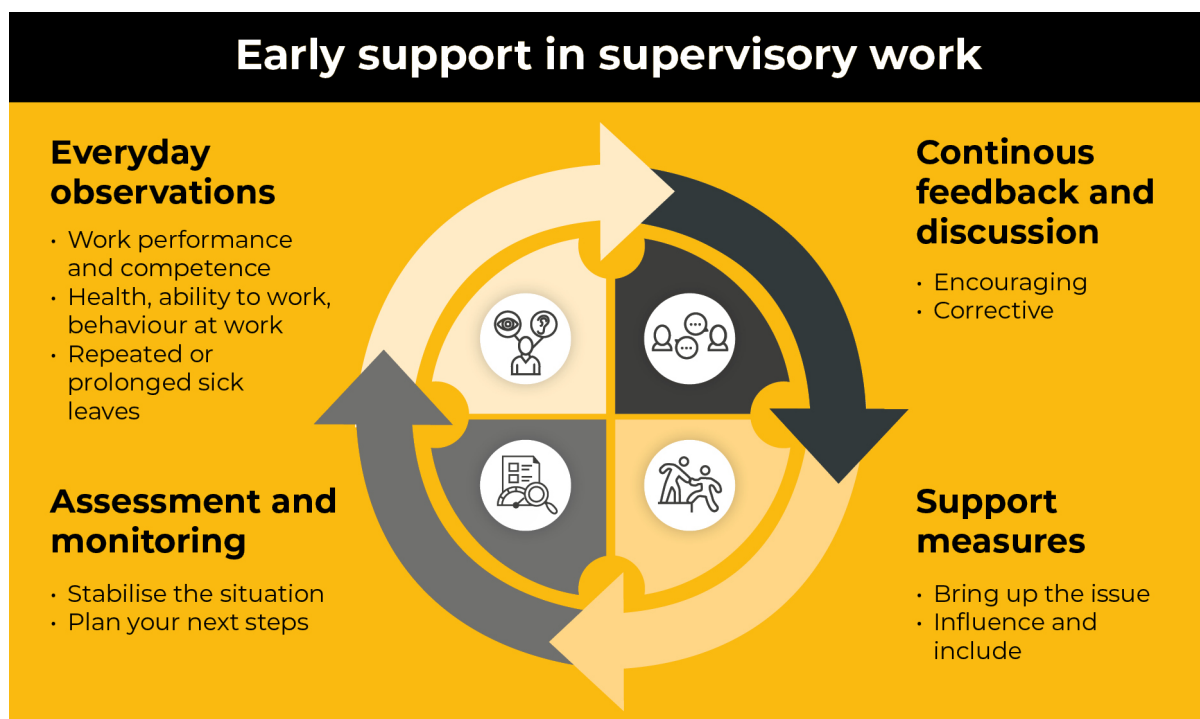 Early support in supervisory work
Everyday
observations
• Work performance
and competence
• Health, ability to work,
behaviour at work
• Repeated or
prolonged sick
leaves
Continous
feedback and
discussion
• Encouraging
• Corrective
Assessment and
monitoring
• Stabilise the situation
• Plan your next steps
Support
measures
• Bring up the issue
• Influence and
include